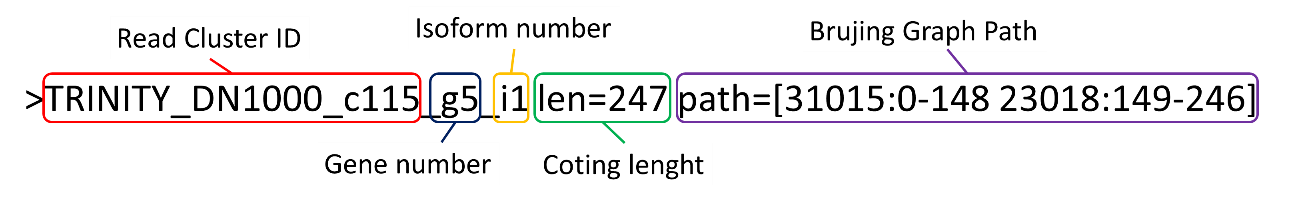 Read Cluster ID
Isoform number
Brujing Graph Path
>TRINITY_DN1000_c115_g5_i1 len=247 path=[31015:0-148 23018:149-246]
Gene number
Coting lenght